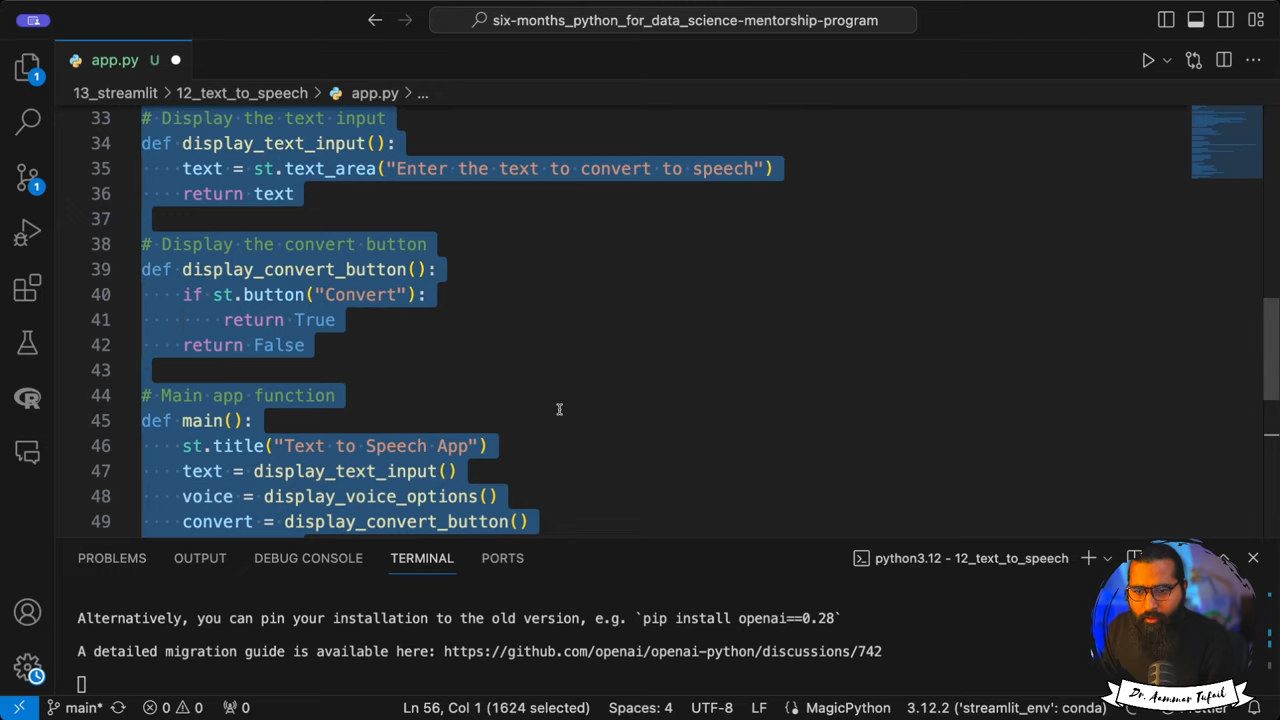 six-months_python_for_data_science-mentorship-program
app.py U
13_streamlit > 12_text_to_speech > app.py > ...
33 # Display the text input
34 def display_text_input():
35 text = st.text_area("Enter the text to convert to speech")
36 return text
37
38 # Display the convert button
39 def display_convert_button():
40 if st.button("Convert"):
41 return True
42 return False
43
44 # Main app function
45 def main():
46 st.title("Text to Speech App")
47 text = display_text_input()
48 voice = display_voice_options()
49 convert = display_convert_button()
PROBLEMS OUTPUT DEBUG CONSOLE TERMINAL PORTS python3.12 - 12_text_to_speech
Alternatively, you can pin your installation to the old version, e.g. `pip install openai==0.28`
A detailed migration guide is available here: https://github.com/openai/openai-python/discussions/742
Dr. Aammar Tufail
main* 0 0 0 Ln 56, Col 1 (1624 selected) Spaces: 4 UTF-8 LF MagicPython 3.12.2 ('streamlit_env': conda)
1
1